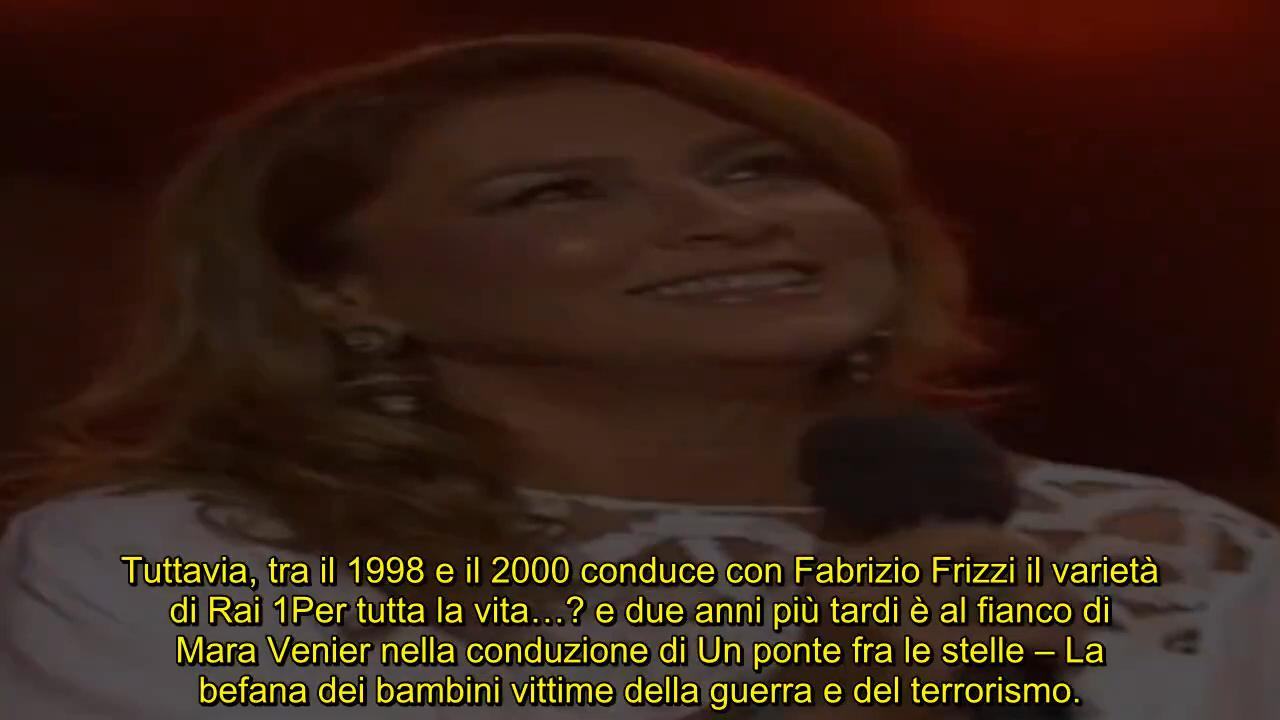 Tuttavia, tra il 1998 e il 2000 conduce con Fabrizio Frizzi il varietà
di Rai 1Per tutta la vita…? e due anni più tardi è al fianco di
Mara Venier nella conduzione di Un ponte fra le stelle – La
befana dei bambini vittime della guerra e del terrorismo.